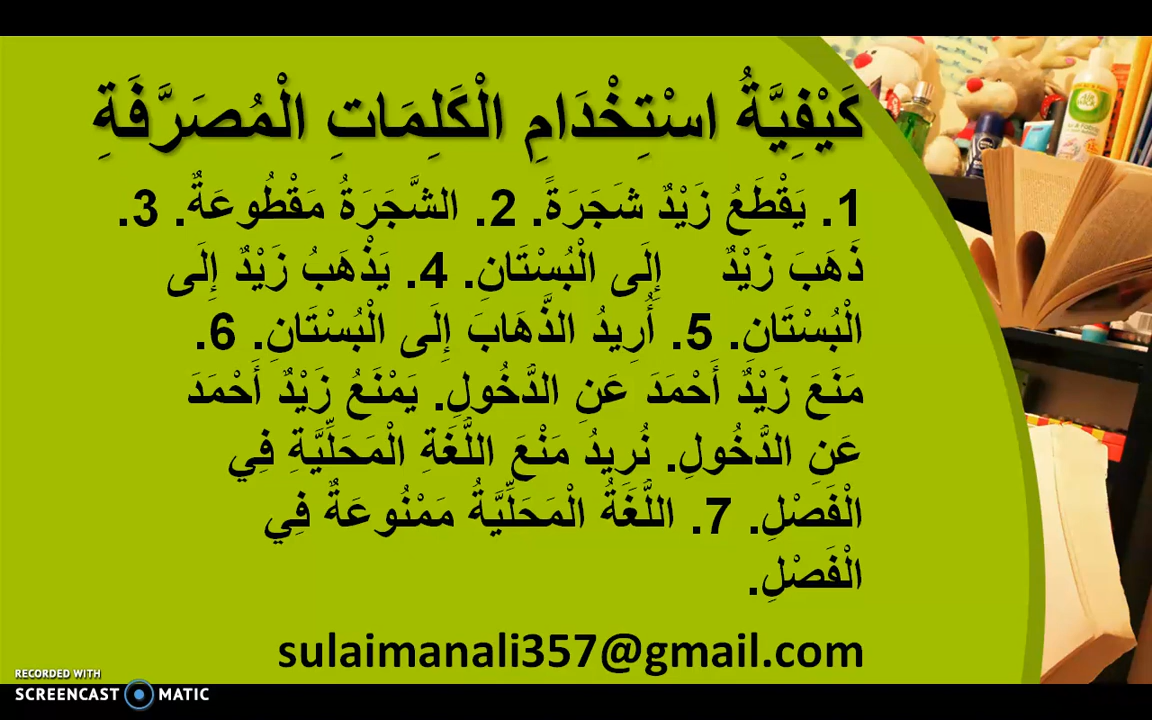 كَيْفِيَّةُ اسْتِخْدَامِ الْكَلِمَاتِ الْمُصَرَّفَةِ
1. يَقْطَعُ زَيْدٌ شَجَرَةً. 2. الشَّجَرَةُ مَقْطُوعَةٌ. 3.
ذَهَبَ زَيْدٌ إِلَى الْبُسْتَانِ. 4. يَذْهَبُ زَيْدٌ إِلَى
الْبُسْتَانِ. 5. أُرِيدُ الذَّهَابَ إِلَى الْبُسْتَانِ. 6.
مَنَعَ زَيْدٌ أَحْمَدَ عَنِ الدُّخُولِ. يَمْنَعُ زَيْدٌ أَحْمَدَ
عَنِ الدُّخُولِ. نُرِيدُ مَنْعَ اللَّغَةِ الْمَحَلِّيَّةِ فِي
الْفَصْلِ. 7. اللَّغَةُ الْمَحَلِّيَّةُ مَمْنُوعَةٌ فِي
الْفَصْلِ.
sulaimanali357@gmail.com
RECORDED WITH
SCREENCAST MATIC